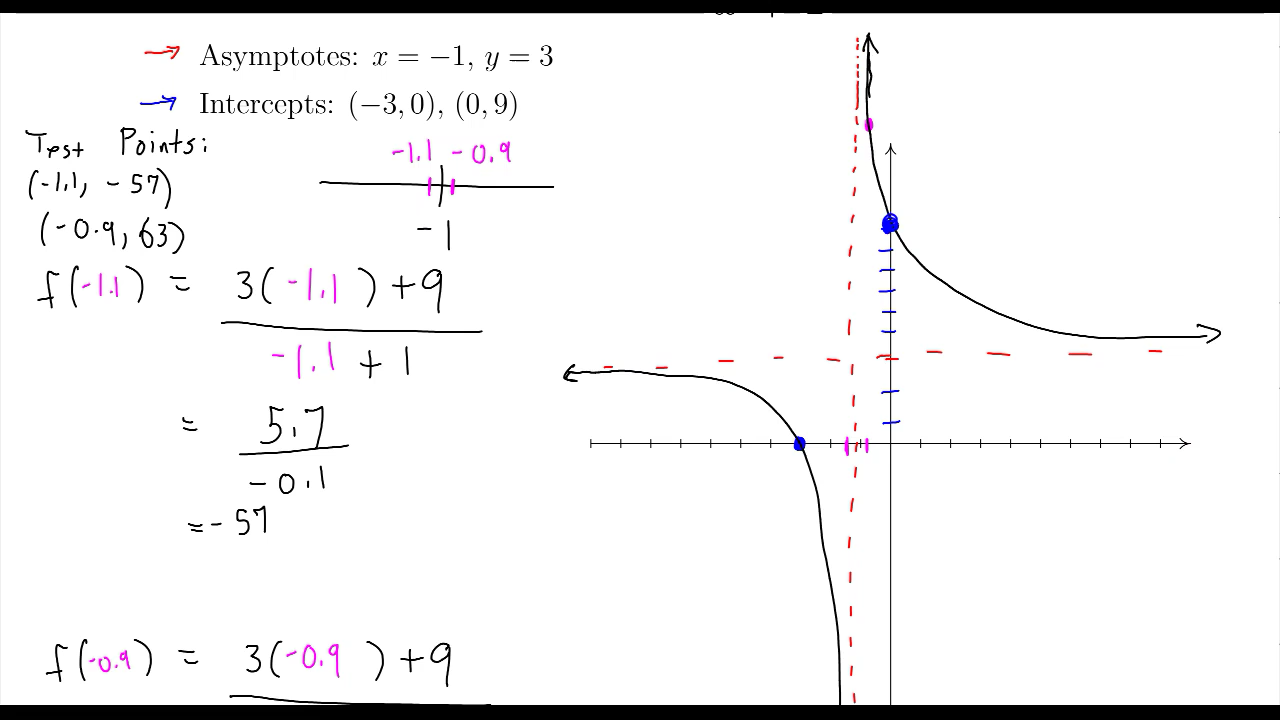 Asymptotes: x = −1, y = 3
Intercepts: (−3, 0), (0, 9)
Test Points:
(-1.1, -57)
(-0.9, 63)
-1.1 -0.9
-1
f(-1.1) = 3(-1.1) +9
-1.1 + 1
= 5.7
-0.1
= -57
f(-0.9) = 3(-0.9) +9